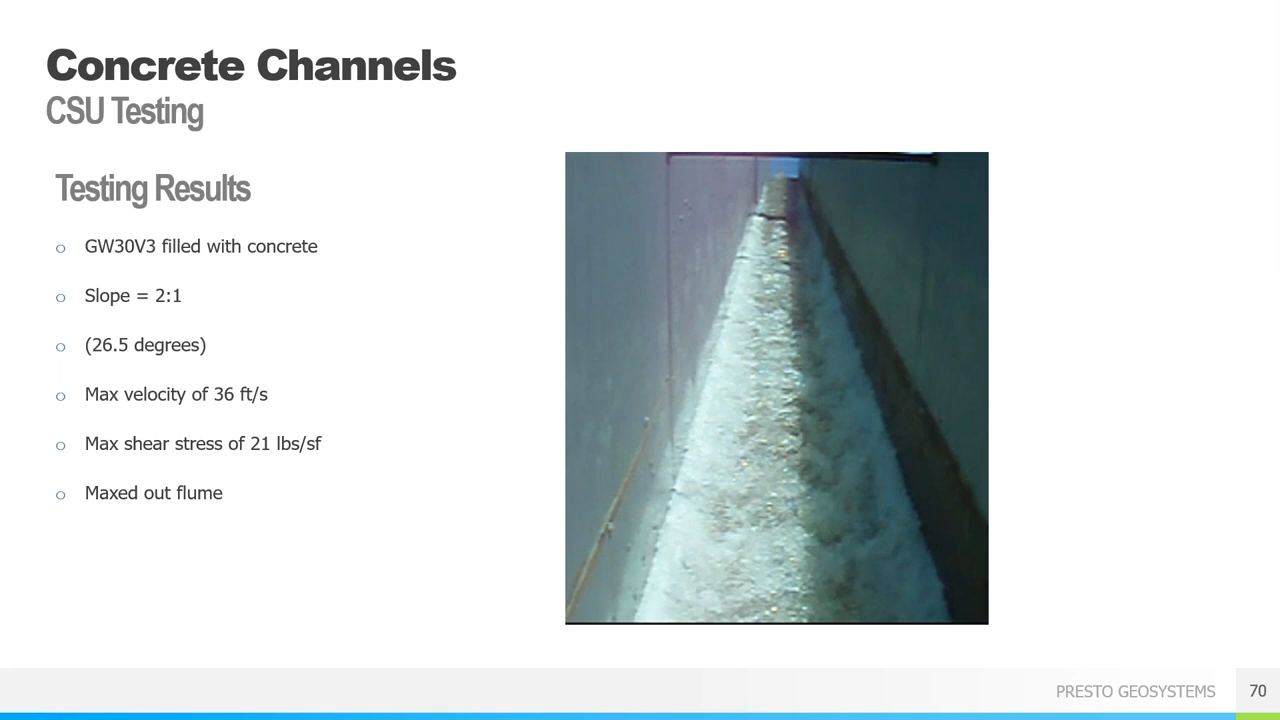 Concrete Channels
CSU Testing
Testing Results
o GW30V3 filled with concrete
o Slope = 2:1
o (26.5 degrees)
o Max velocity of 36 ft/s
o Max shear stress of 21 lbs/sf
o Maxed out flume
PRESTO GEOSYSTEMS 70